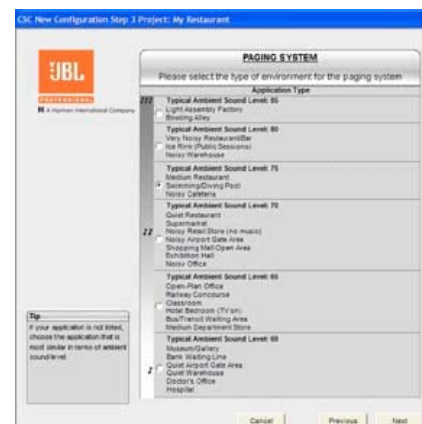 CSC New Configuration Step 3 Project: My Restaurant
JBL
PROFESSIONAL
H A Harman International Company
PAGING SYSTEM
Please select the type of environment for the paging system
Application Type
III
Typical Ambient Sound Level: 85
Light Assembly Factory
Bowling Alley
Typical Ambient Sound Level: 80
Very Noisy Restaurant/Bar
Ice Rink (Public Sessions)
Noisy Warehouse
Typical Ambient Sound Level: 75
Medium Restaurant
Swimming/Diving Pool
Noisy Cafeteria
Typical Ambient Sound Level: 70
Quiet Restaurant
Supermarket
Noisy Retail Store (no music)
II
Noisy Airport Gate Area
Shopping Mall Open Area
Exhibition Hall
Noisy Office
Typical Ambient Sound Level: 65
Open-Plan Office
Railway Concourse
Classroom
Hotel Bedroom (TV on)
Bus/Transit Waiting Area
Medium Department Store
Typical Ambient Sound Level: 60
Museum/Gallery
Bank Waiting Line
I
Quiet Airport Gate Area
Quiet Warehouse
Doctor's Office
Hospital
Tip
If your application is not listed,
choose the application that is
most similar in terms of ambient
sound level
Cancel
Previous
Next